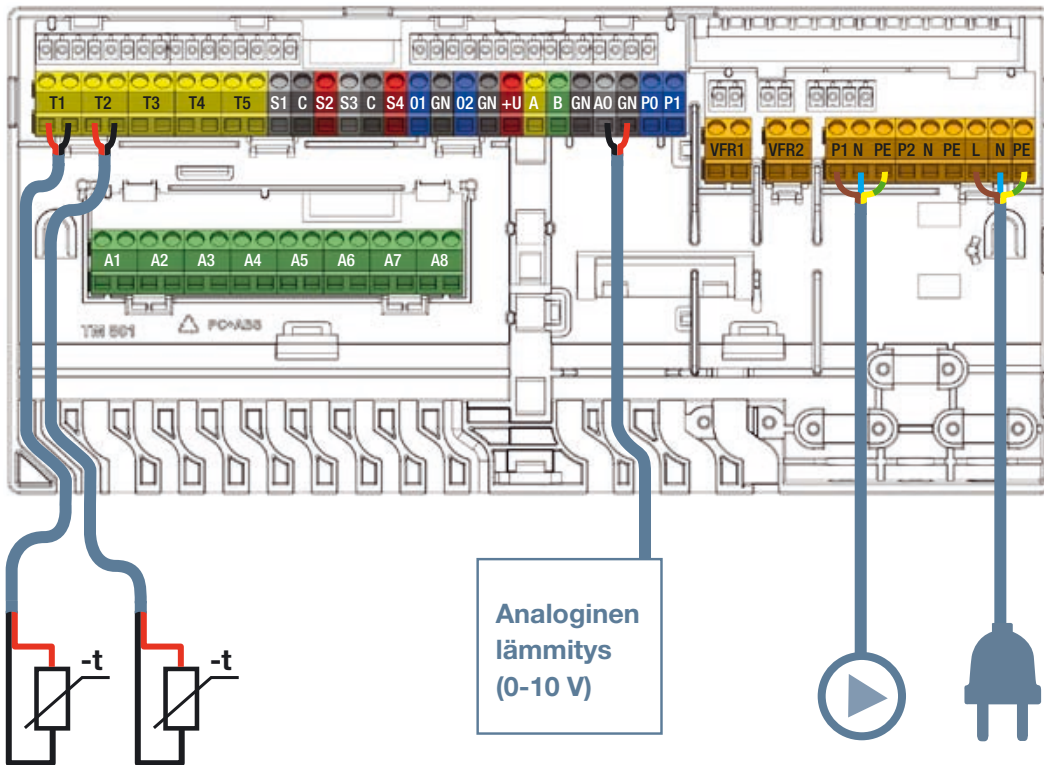 T1 T2 T3 T4 T5 S1 C S2 S3 C S4 01 GN 02 GN +U A B GN AO GN P0 P1
VFR1 VFR2 P1 N PE P2 N PE L N PE
A1 A2 A3 A4 A5 A6 A7 A8
TM 501 PC+ABS
Analoginen
lämmitys
(0-10 V)
-t -t